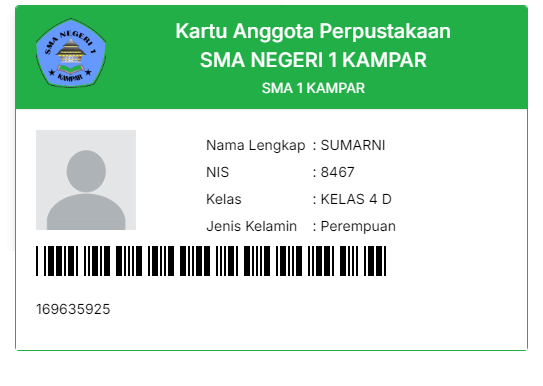 SMA NEGERI 1
KAMPAR
Kartu Anggota Perpustakaan
SMA NEGERI 1 KAMPAR
SMA 1 KAMPAR
Nama Lengkap : SUMARNI
NIS : 8467
Kelas : KELAS 4 D
Jenis Kelamin : Perempuan
169635925